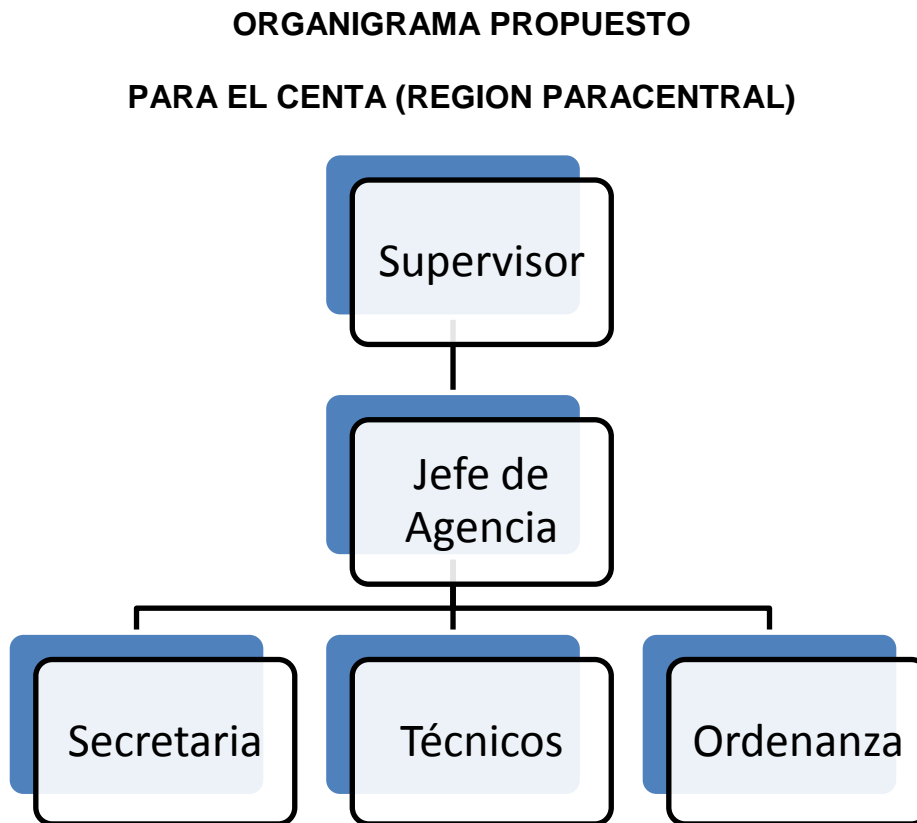 ORGANIGRAMA PROPUESTO
PARA EL CENTA (REGION PARACENTRAL)
Supervisor
Jefe de
Agencia
Secretaria
Técnicos
Ordenanza